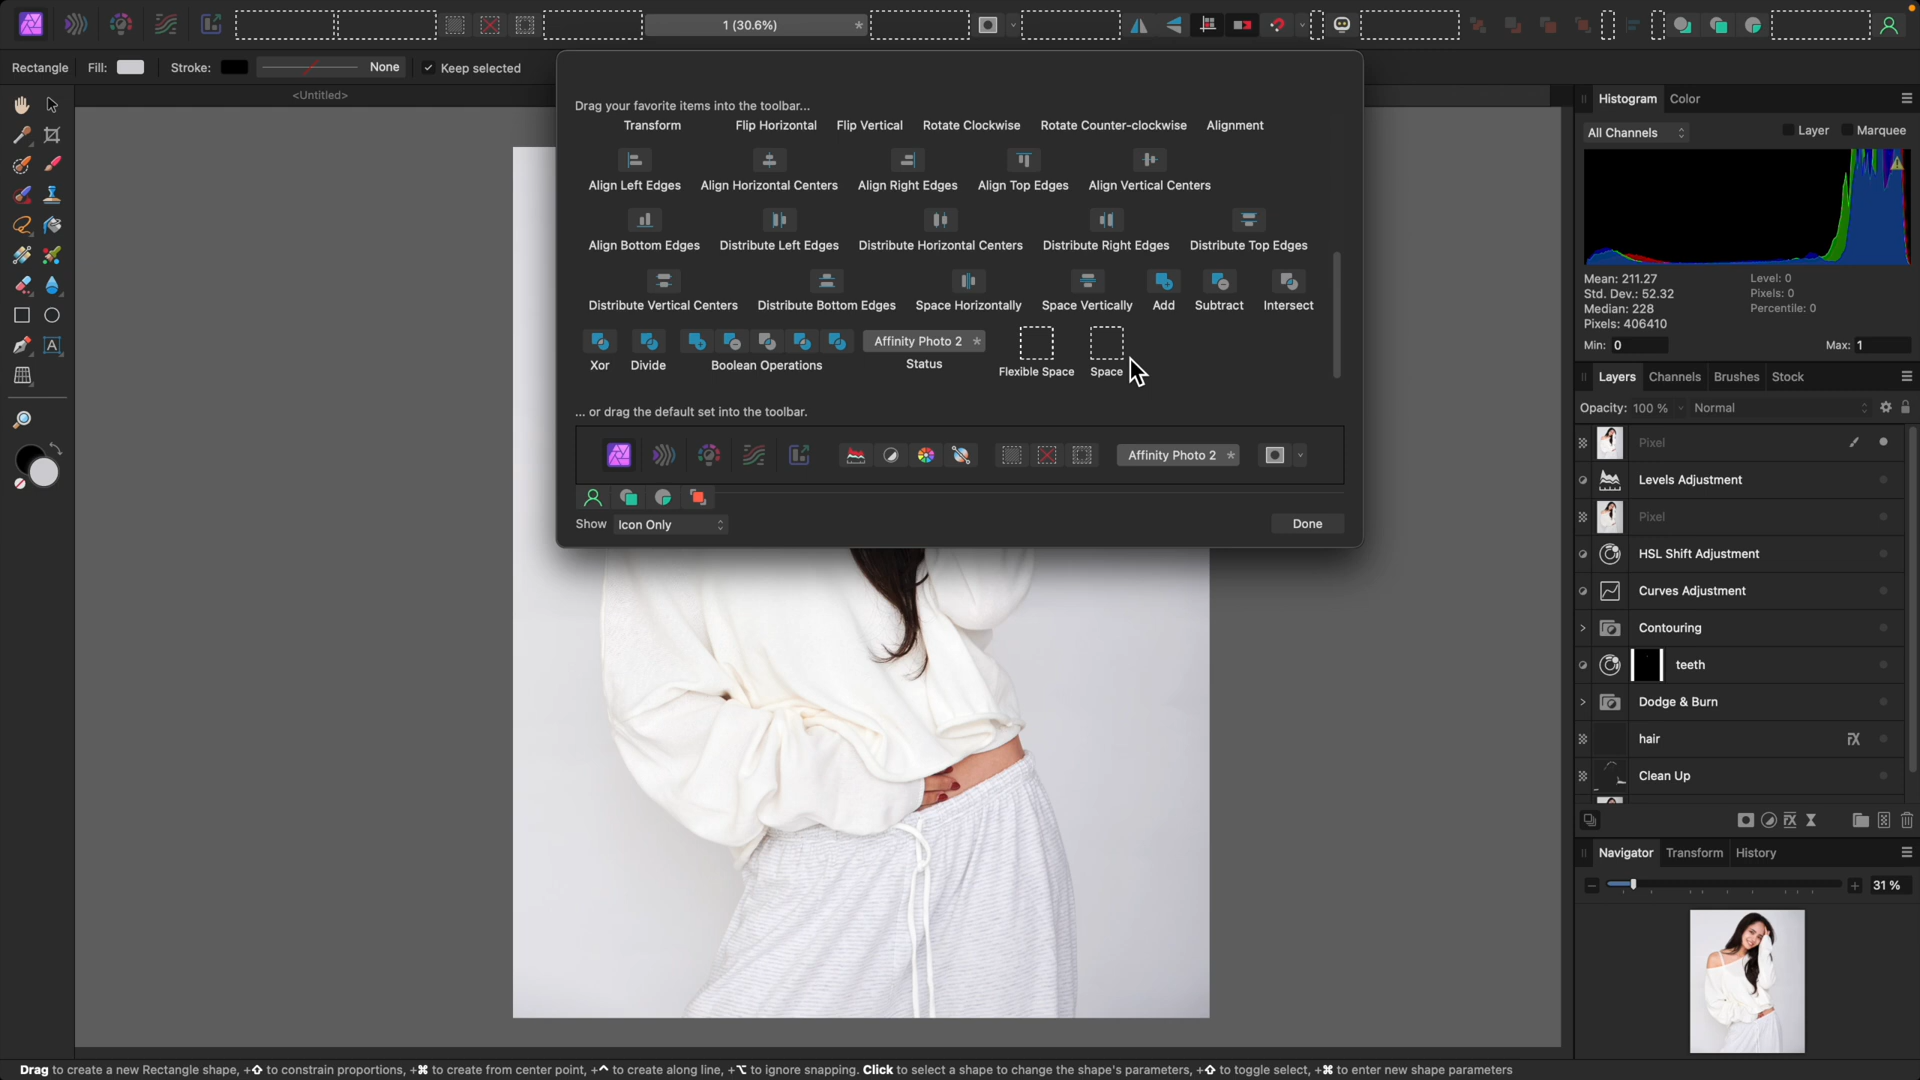 1 (30.6%) *
Rectangle Fill: Stroke: None Keep selected
<Untitled>
Drag your favorite items into the toolbar...
Transform Flip Horizontal Flip Vertical Rotate Clockwise Rotate Counter-clockwise Alignment
Align Left Edges Align Horizontal Centers Align Right Edges Align Top Edges Align Vertical Centers
Align Bottom Edges Distribute Left Edges Distribute Horizontal Centers Distribute Right Edges Distribute Top Edges
Distribute Vertical Centers Distribute Bottom Edges Space Horizontally Space Vertically Add Subtract Intersect
Affinity Photo 2 *
Xor Divide Boolean Operations Status Flexible Space Space
... or drag the default set into the toolbar.
Affinity Photo 2 *
Show Icon Only Done
Histogram Color
All Channels Layer Marquee
Mean: 211.27 Level: 0
Std. Dev.: 52.32 Pixels: 0
Median: 228 Percentile: 0
Pixels: 406410
Min: 0 Max: 1
Layers Channels Brushes Stock
Opacity: 100 % Normal
Pixel
Levels Adjustment
Pixel
HSL Shift Adjustment
Curves Adjustment
Contouring
teeth
Dodge & Burn
hair
Clean Up
Navigator Transform History
31 %
Drag to create a new Rectangle shape, +⇧ to constrain proportions, +⌘ to create from center point, +⌃ to create along line, +⌥ to ignore snapping. Click to select a shape to change the shape's parameters, +⇧ to toggle select, +⌘ to enter new shape parameters